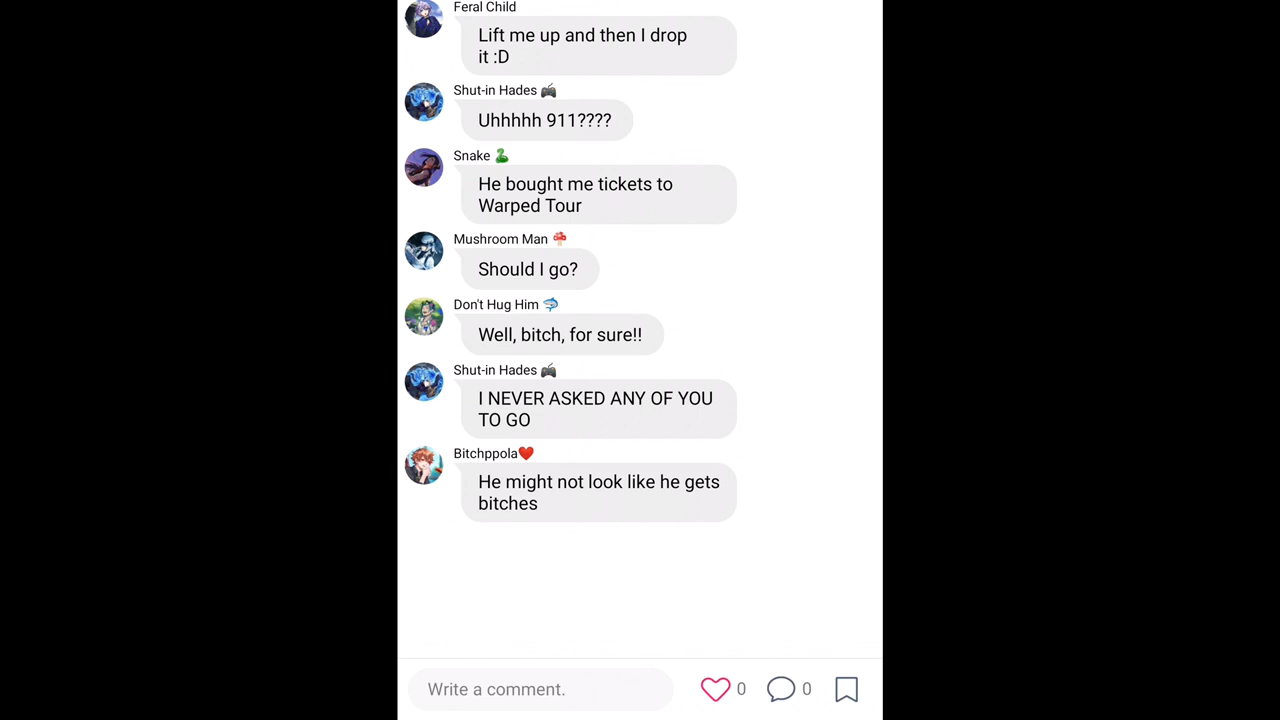 Feral Child
Lift me up and then I drop
it :D
Shut-in Hades 🎮
Uhhhhh 911????
Snake 🐍
He bought me tickets to
Warped Tour
Mushroom Man 🍄
Should I go?
Don't Hug Him 🦈
Well, bitch, for sure!!
Shut-in Hades 🎮
I NEVER ASKED ANY OF YOU
TO GO
Bitchppola❤️
He might not look like he gets
bitches
Write a comment.
0
0